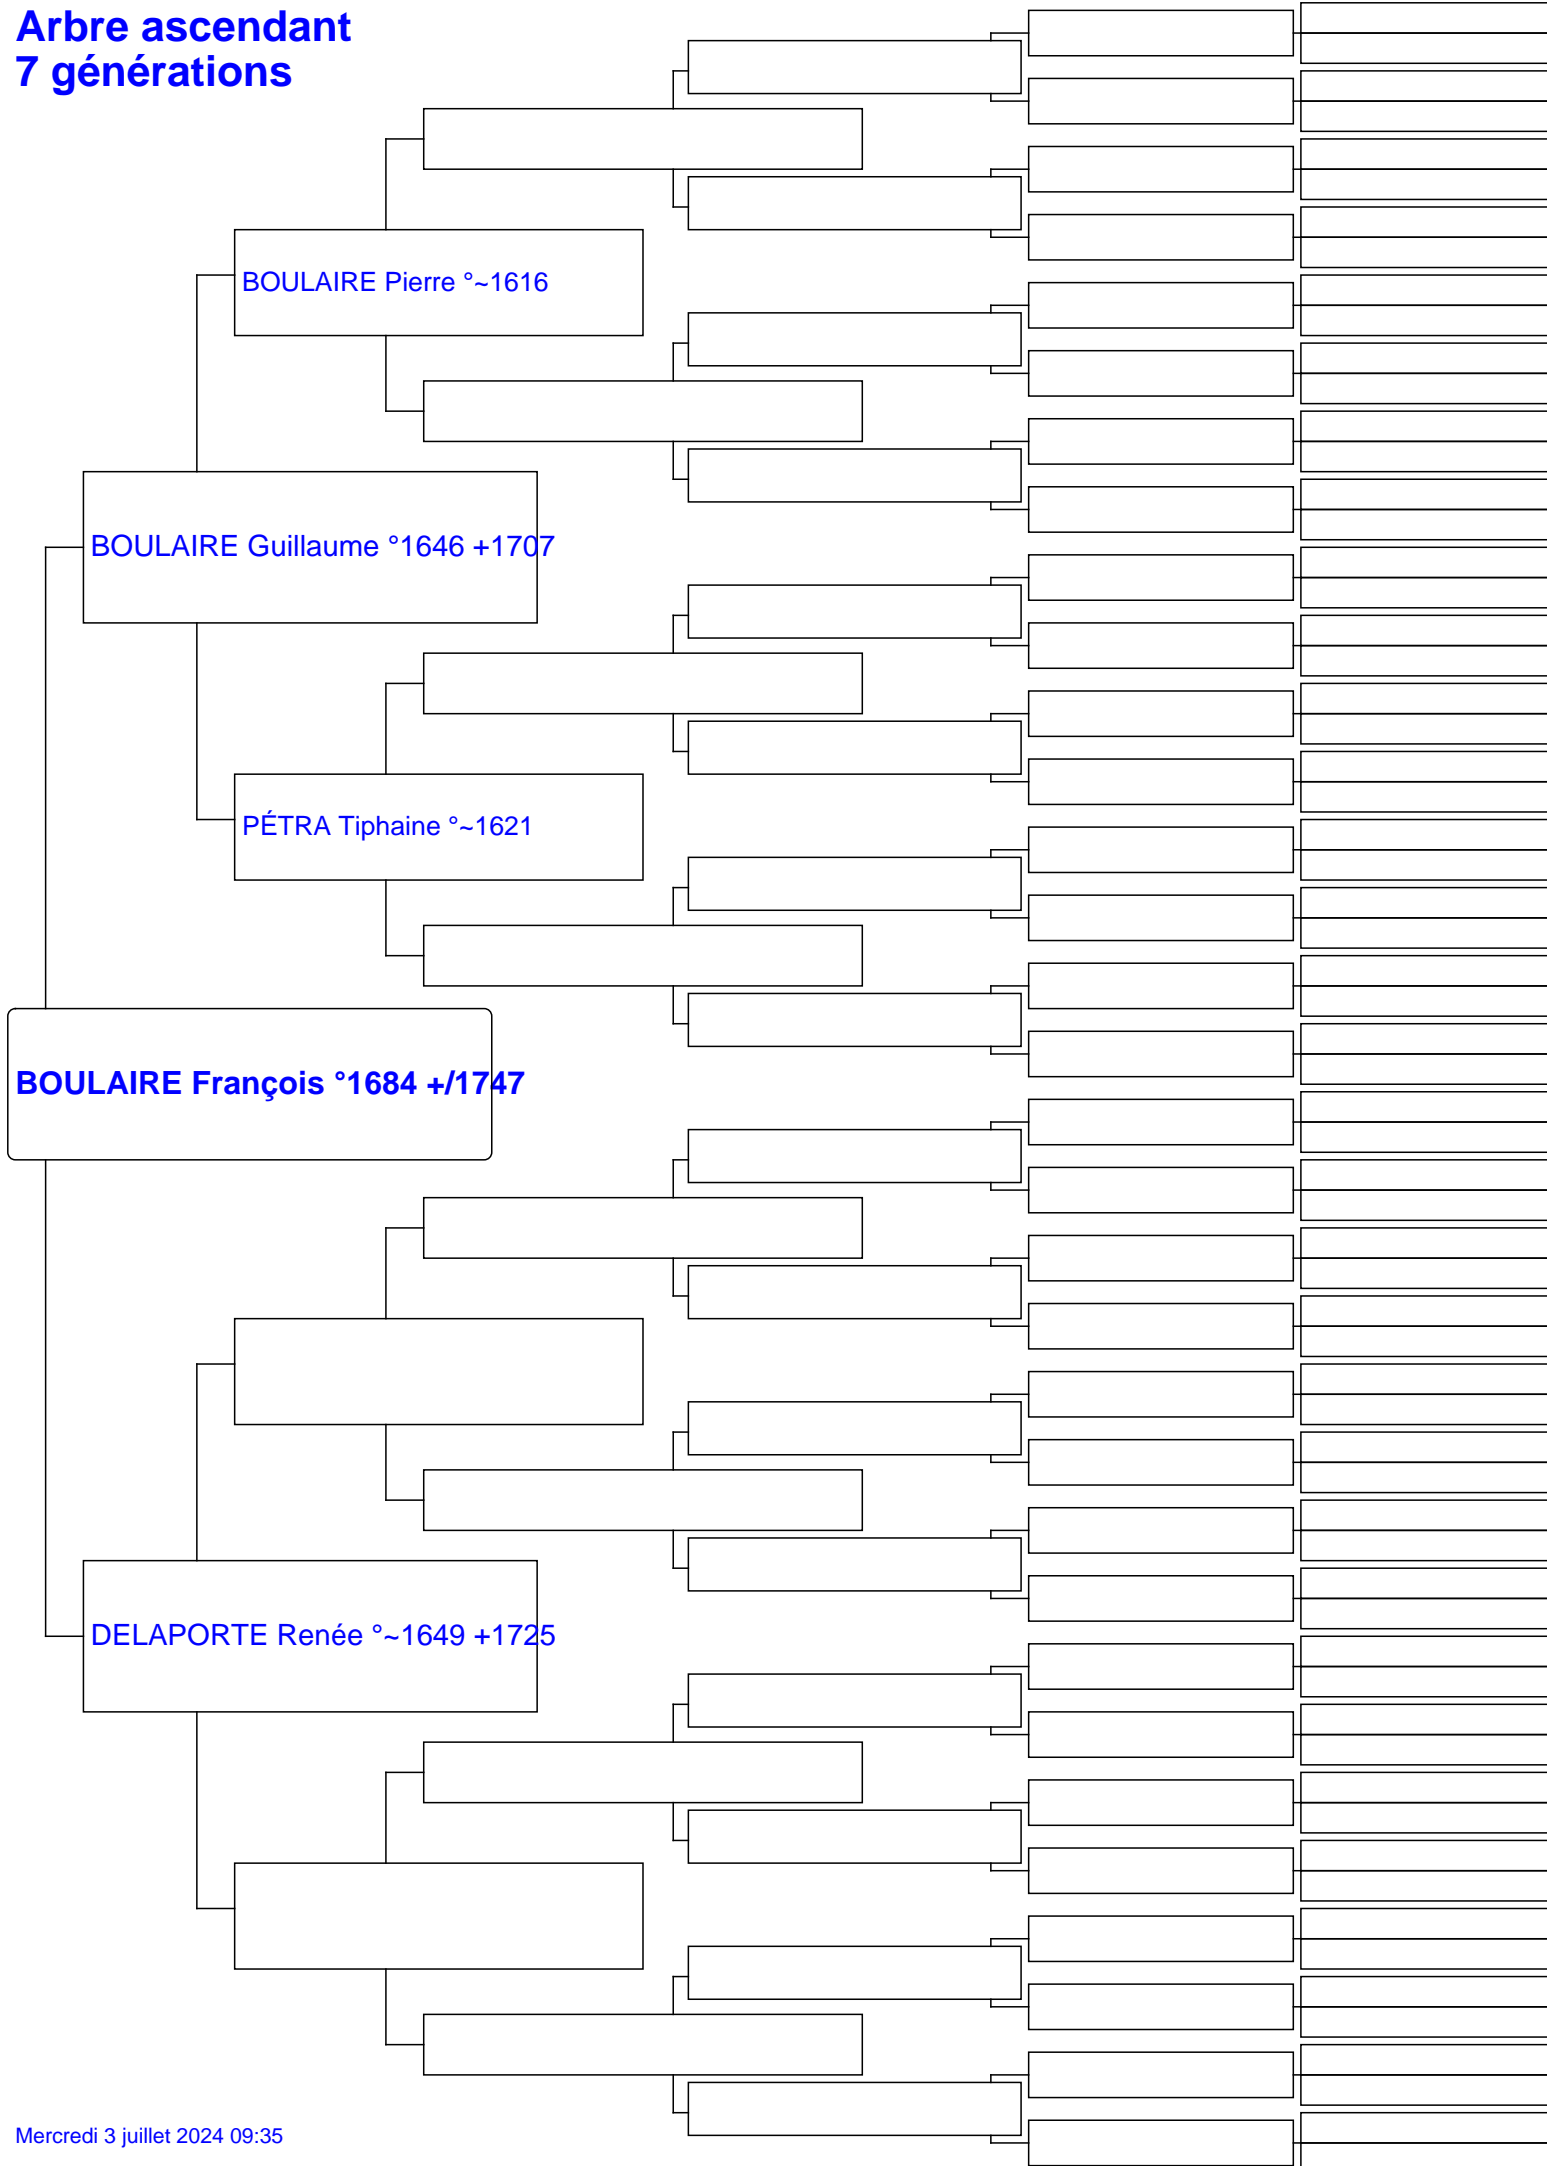 Arbre ascendant
7 générations
BOULAIRE Pierre °~1616
BOULAIRE Guillaume °1646 +1707
PÉTRA Tiphaine °~1621
BOULAIRE François °1684 +/1747
DELAPORTE Renée °~1649 +1725
Mercredi 3 juillet 2024 09:35